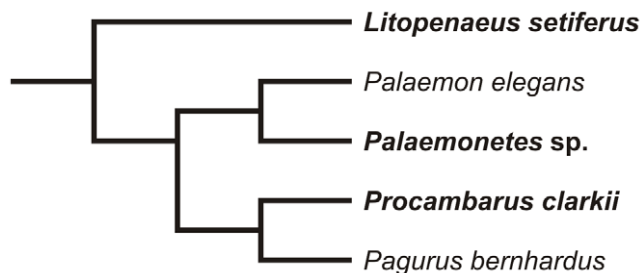 Litopenaeus setiferus
Palaemon elegans
Palaemonetes sp.
Procambarus clarkii
Pagurus bernhardus